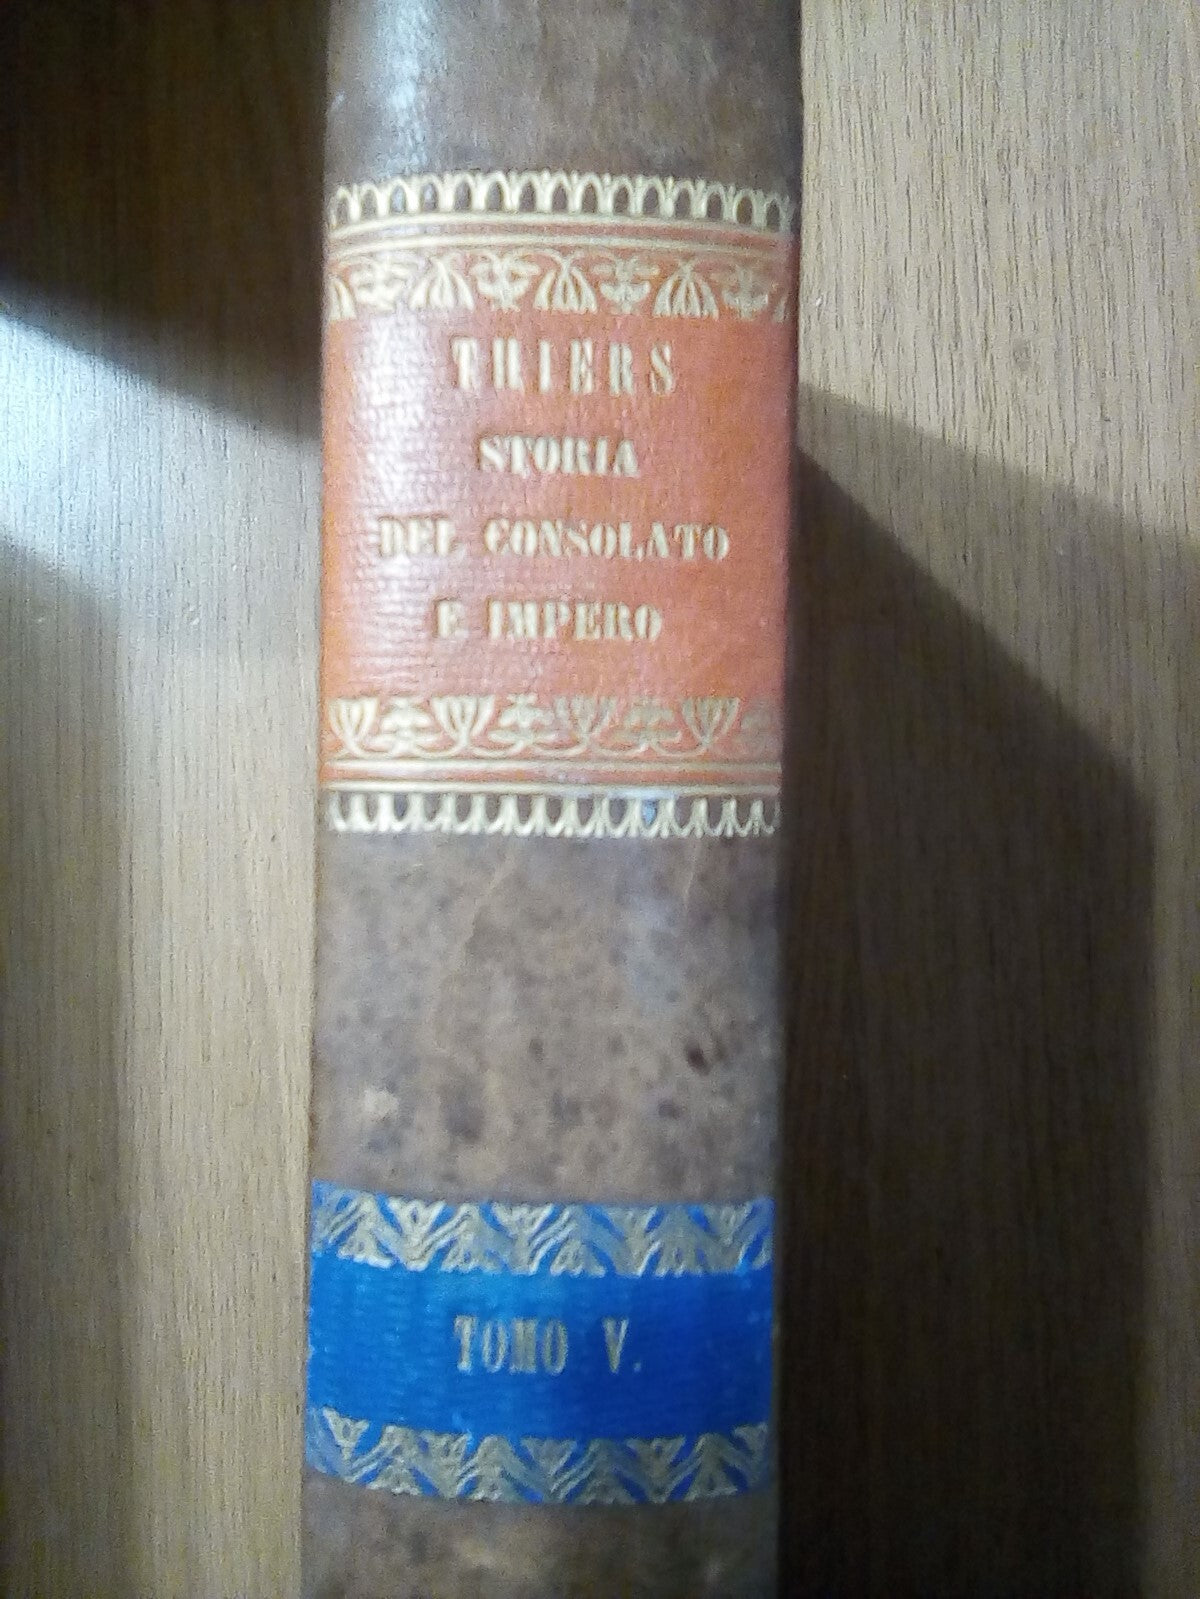 THIERS
STORIA
DEL CONSOLATO
E IMPERO
TOMO V.